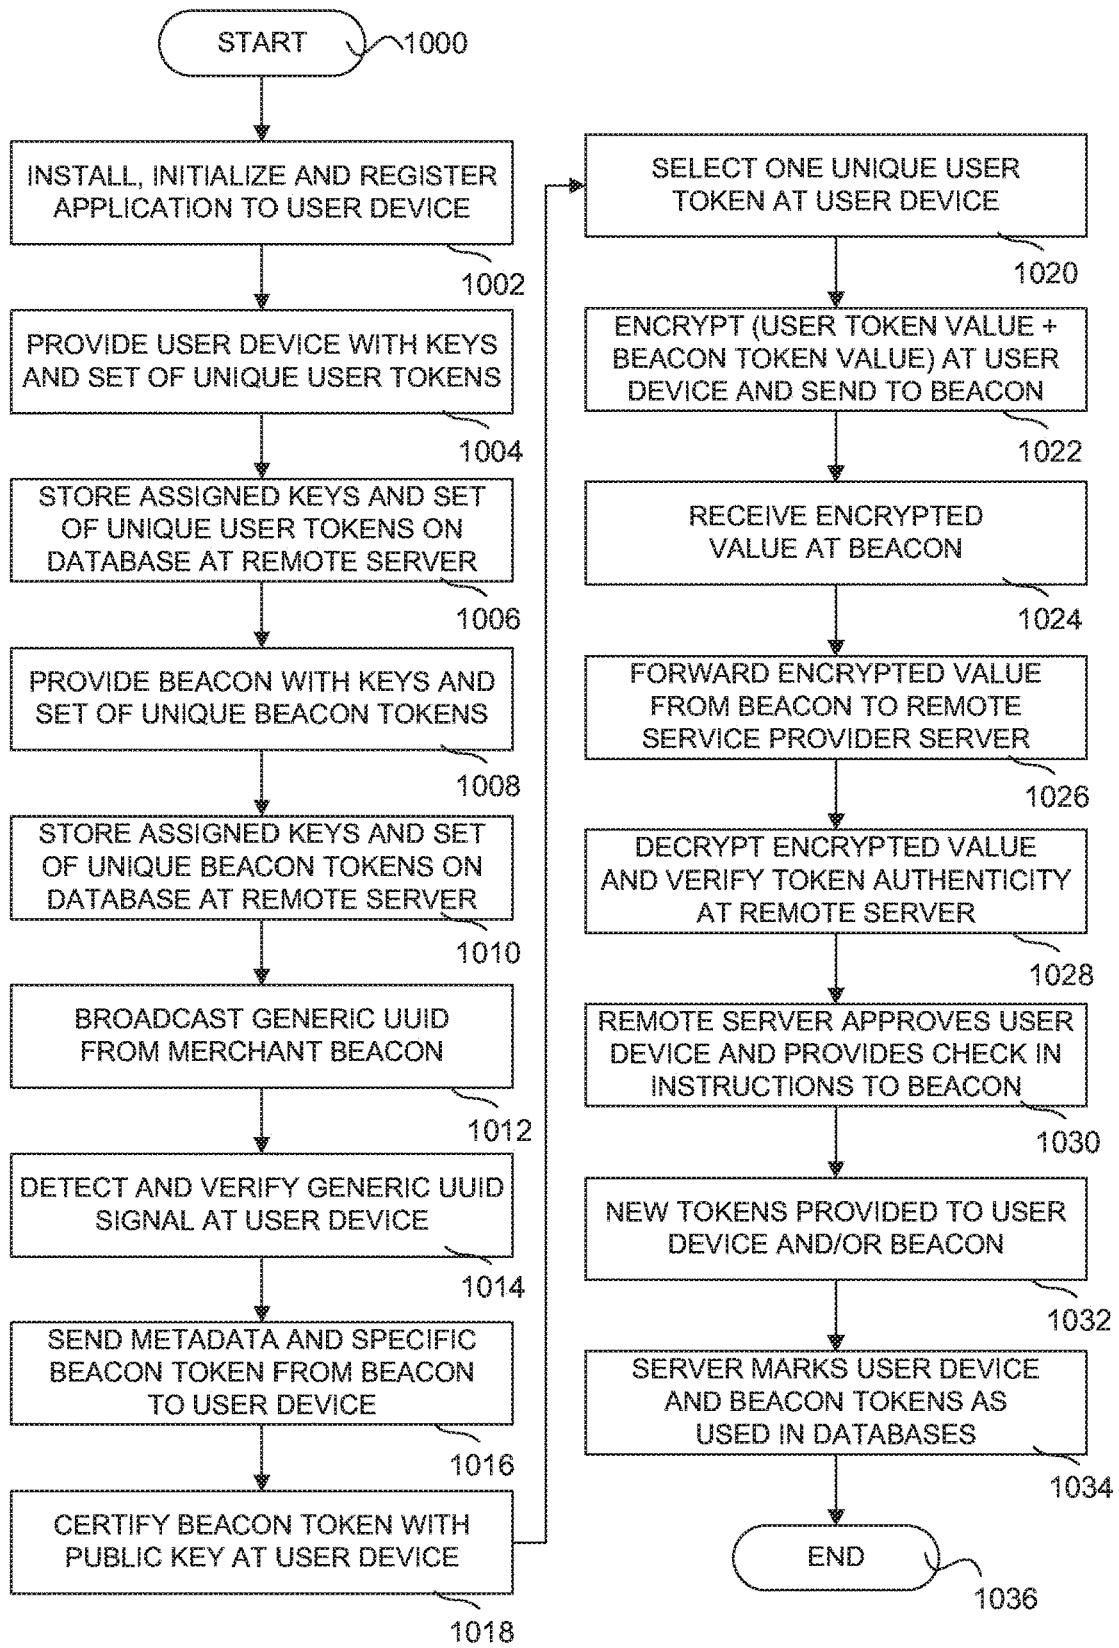 START
1000
INSTALL, INITIALIZE AND REGISTER
APPLICATION TO USER DEVICE
1002
PROVIDE USER DEVICE WITH KEYS
AND SET OF UNIQUE USER TOKENS
1004
STORE ASSIGNED KEYS AND SET
OF UNIQUE USER TOKENS ON
DATABASE AT REMOTE SERVER
1006
PROVIDE BEACON WITH KEYS AND
SET OF UNIQUE BEACON TOKENS
1008
STORE ASSIGNED KEYS AND SET
OF UNIQUE BEACON TOKENS ON
DATABASE AT REMOTE SERVER
1010
BROADCAST GENERIC UUID
FROM MERCHANT BEACON
1012
DETECT AND VERIFY GENERIC UUID
SIGNAL AT USER DEVICE
1014
SEND METADATA AND SPECIFIC
BEACON TOKEN FROM BEACON
TO USER DEVICE
1016
CERTIFY BEACON TOKEN WITH
PUBLIC KEY AT USER DEVICE
1018
SELECT ONE UNIQUE USER
TOKEN AT USER DEVICE
1020
ENCRYPT (USER TOKEN VALUE +
BEACON TOKEN VALUE) AT USER
DEVICE AND SEND TO BEACON
1022
RECEIVE ENCRYPTED
VALUE AT BEACON
1024
FORWARD ENCRYPTED VALUE
FROM BEACON TO REMOTE
SERVICE PROVIDER SERVER
1026
DECRYPT ENCRYPTED VALUE
AND VERIFY TOKEN AUTHENTICITY
AT REMOTE SERVER
1028
REMOTE SERVER APPROVES USER
DEVICE AND PROVIDES CHECK IN
INSTRUCTIONS TO BEACON
1030
NEW TOKENS PROVIDED TO USER
DEVICE AND/OR BEACON
1032
SERVER MARKS USER DEVICE
AND BEACON TOKENS AS
USED IN DATABASES
1034
END
1036